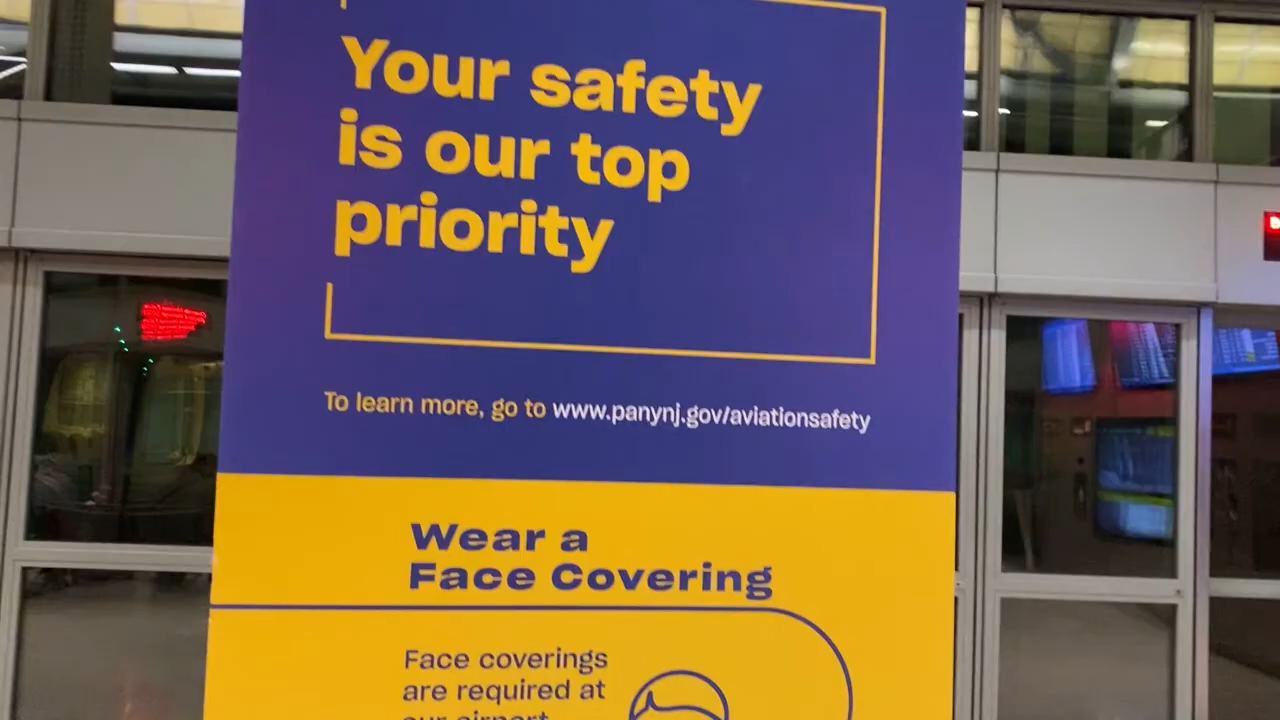 Your safety
is our top
priority
To learn more, go to www.panynj.gov/aviationsafety
Wear a
Face Covering
Face coverings
are required at
our airport